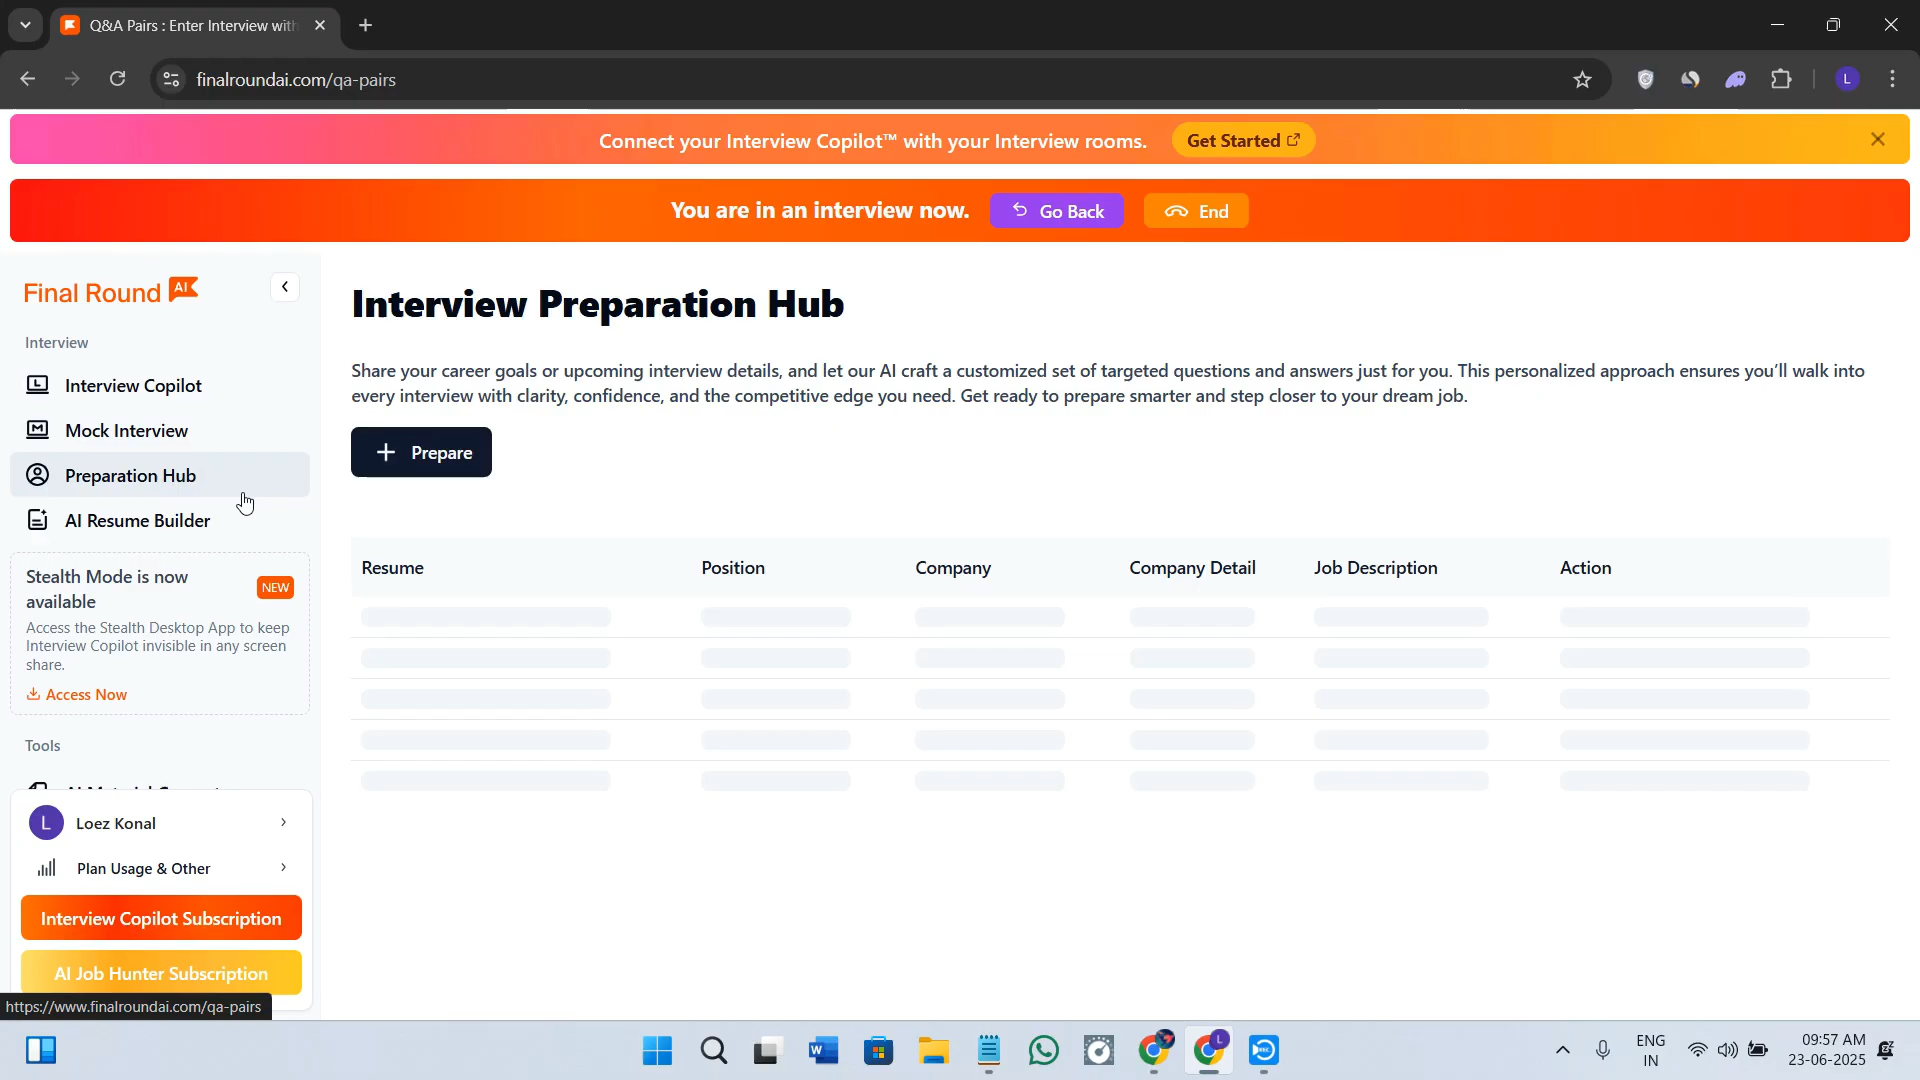 Q&A Pairs : Enter Interview with
finalroundai.com/qa-pairs
L
Connect your Interview Copilot™ with your Interview rooms.
Get Started
You are in an interview now.
Go Back
End
Final Round AI
Interview
Interview Copilot
Mock Interview
Preparation Hub
AI Resume Builder
Stealth Mode is now
available
NEW
Access the Stealth Desktop App to keep
Interview Copilot invisible in any screen
share.
Access Now
Tools
L
Loez Konal
Plan Usage & Other
Interview Copilot Subscription
AI Job Hunter Subscription
https://www.finalroundai.com/qa-pairs
Interview Preparation Hub
Share your career goals or upcoming interview details, and let our AI craft a customized set of targeted questions and answers just for you. This personalized approach ensures you'll walk into
every interview with clarity, confidence, and the competitive edge you need. Get ready to prepare smarter and step closer to your dream job.
+ Prepare
Resume
Position
Company
Company Detail
Job Description
Action
ENG
IN
09:57 AM
23-06-2025